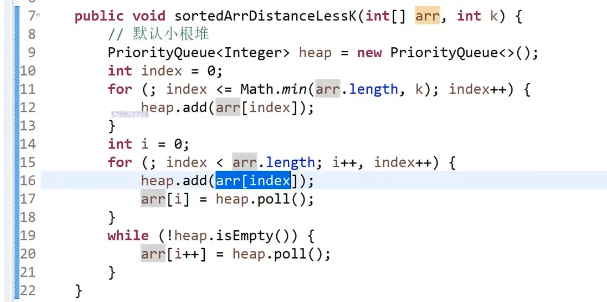 7 public void sortedArrDistanceLessK(int[] arr, int k) {
8 // 默认小根堆
9 PriorityQueue<Integer> heap = new PriorityQueue<>();
10 int index = 0;
11 for (; index <= Math.min(arr.length, k); index++) {
12 heap.add(arr[index]);
13 }
14 int i = 0;
15 for (; index < arr.length; i++, index++) {
16 heap.add(arr[index]);
17 arr[i] = heap.poll();
18 }
19 while (!heap.isEmpty()) {
20 arr[i++] = heap.poll();
21 }
22 }